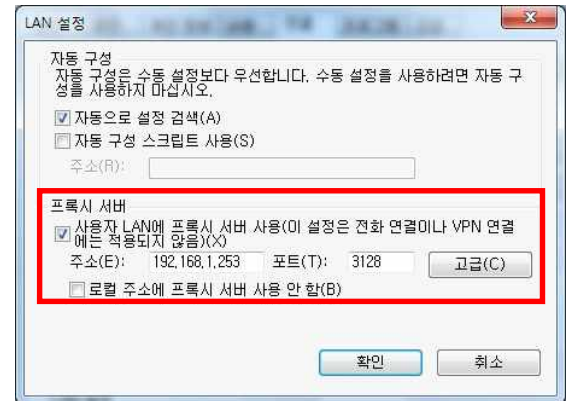 LAN 설정
자동 구성
자동 구성은 수동 설정보다 우선합니다. 수동 설정을 사용하려면 자동 구
성을 사용하지 마십시오.
자동으로 설정 검색(A)
자동 구성 스크립트 사용(S)
주소(R):
프록시 서버
사용자 LAN에 프록시 서버 사용(이 설정은 전화 연결이나 VPN 연결
에는 적용되지 않음)(X)
주소(E): 192.168.1.253 포트(T): 3128 고급(C)
로컬 주소에 프록시 서버 사용 안 함(B)
확인 취소